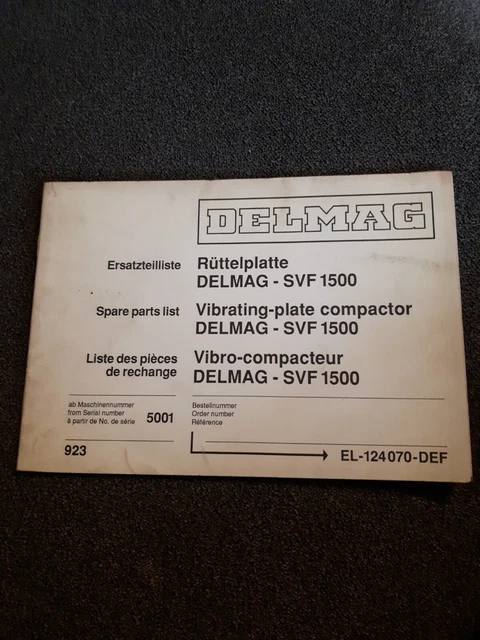 DELMAG
Ersatzteilliste Rüttelplatte
DELMAG - SVF 1500
Spare parts list Vibrating-plate compactor
DELMAG - SVF 1500
Liste des pièces Vibro-compacteur
de rechange DELMAG - SVF 1500
ab Maschinennummer Bestellnummer
from Serial number 5001 Order number
à partir de No. de série Référence
923 EL-124070-DEF